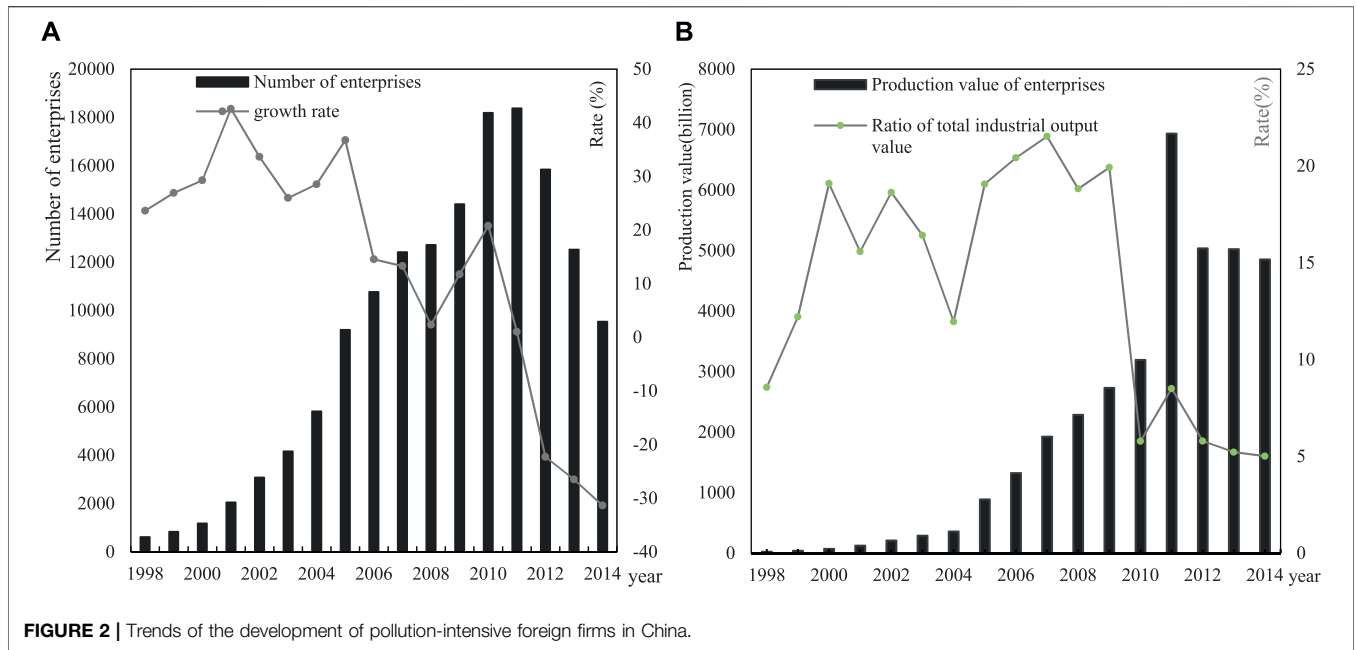 A
Number of enterprises
20000
18000
16000
14000
12000
10000
8000
6000
4000
2000
0
Number of enterprises
growth rate
Rate (%)
50
40
30
20
10
0
-10
-20
-30
-40
1998 2000 2002 2004 2006 2008 2010 2012 2014 year
B
Production value(billion)
8000
7000
6000
5000
4000
3000
2000
1000
0
Production value of enterprises
Ratio of total industrial output
value
Rate(%)
25
20
15
10
5
0
1998 2000 2002 2004 2006 2008 2010 2012 2014 year
FIGURE 2 | Trends of the development of pollution-intensive foreign firms in China.